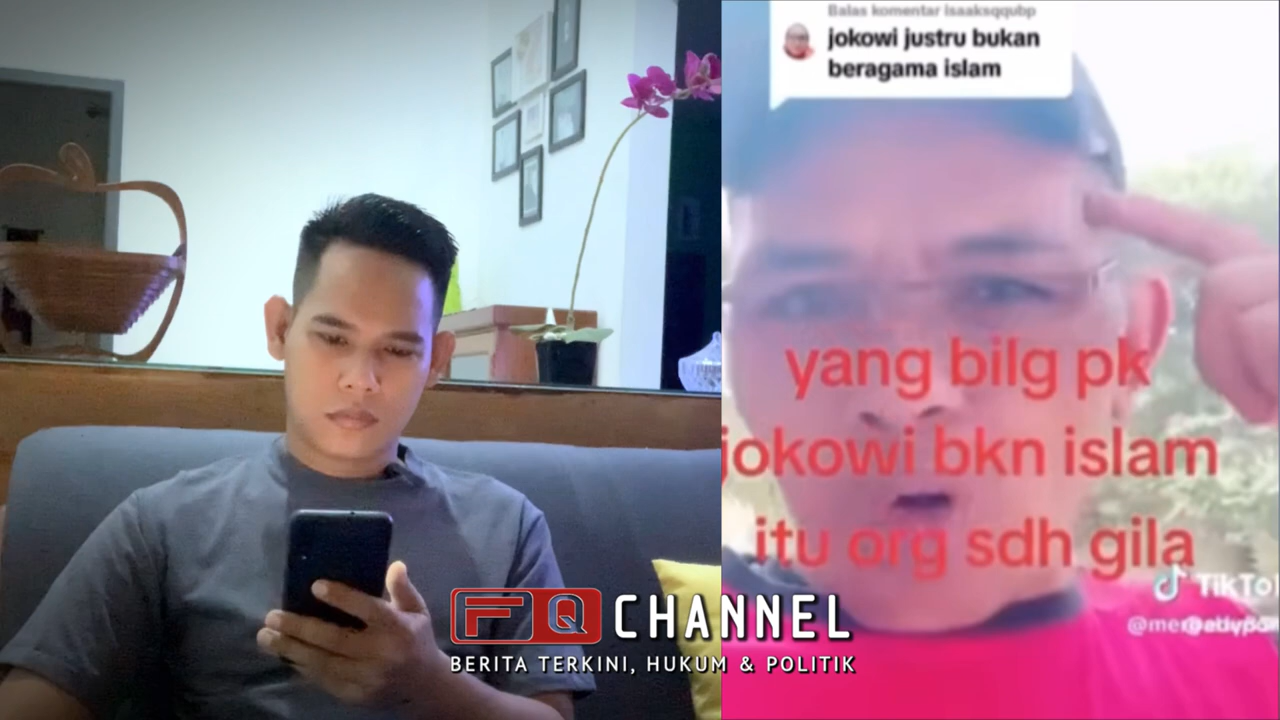 Balas komentar isaaksqqubp
jokowi justru bukan
beragama islam
yang bilg pk
jokowi bkn islam
itu org sdh gila
TikTo
FQ CHANNEL
BERITA TERKINI, HUKUM & POLITIK